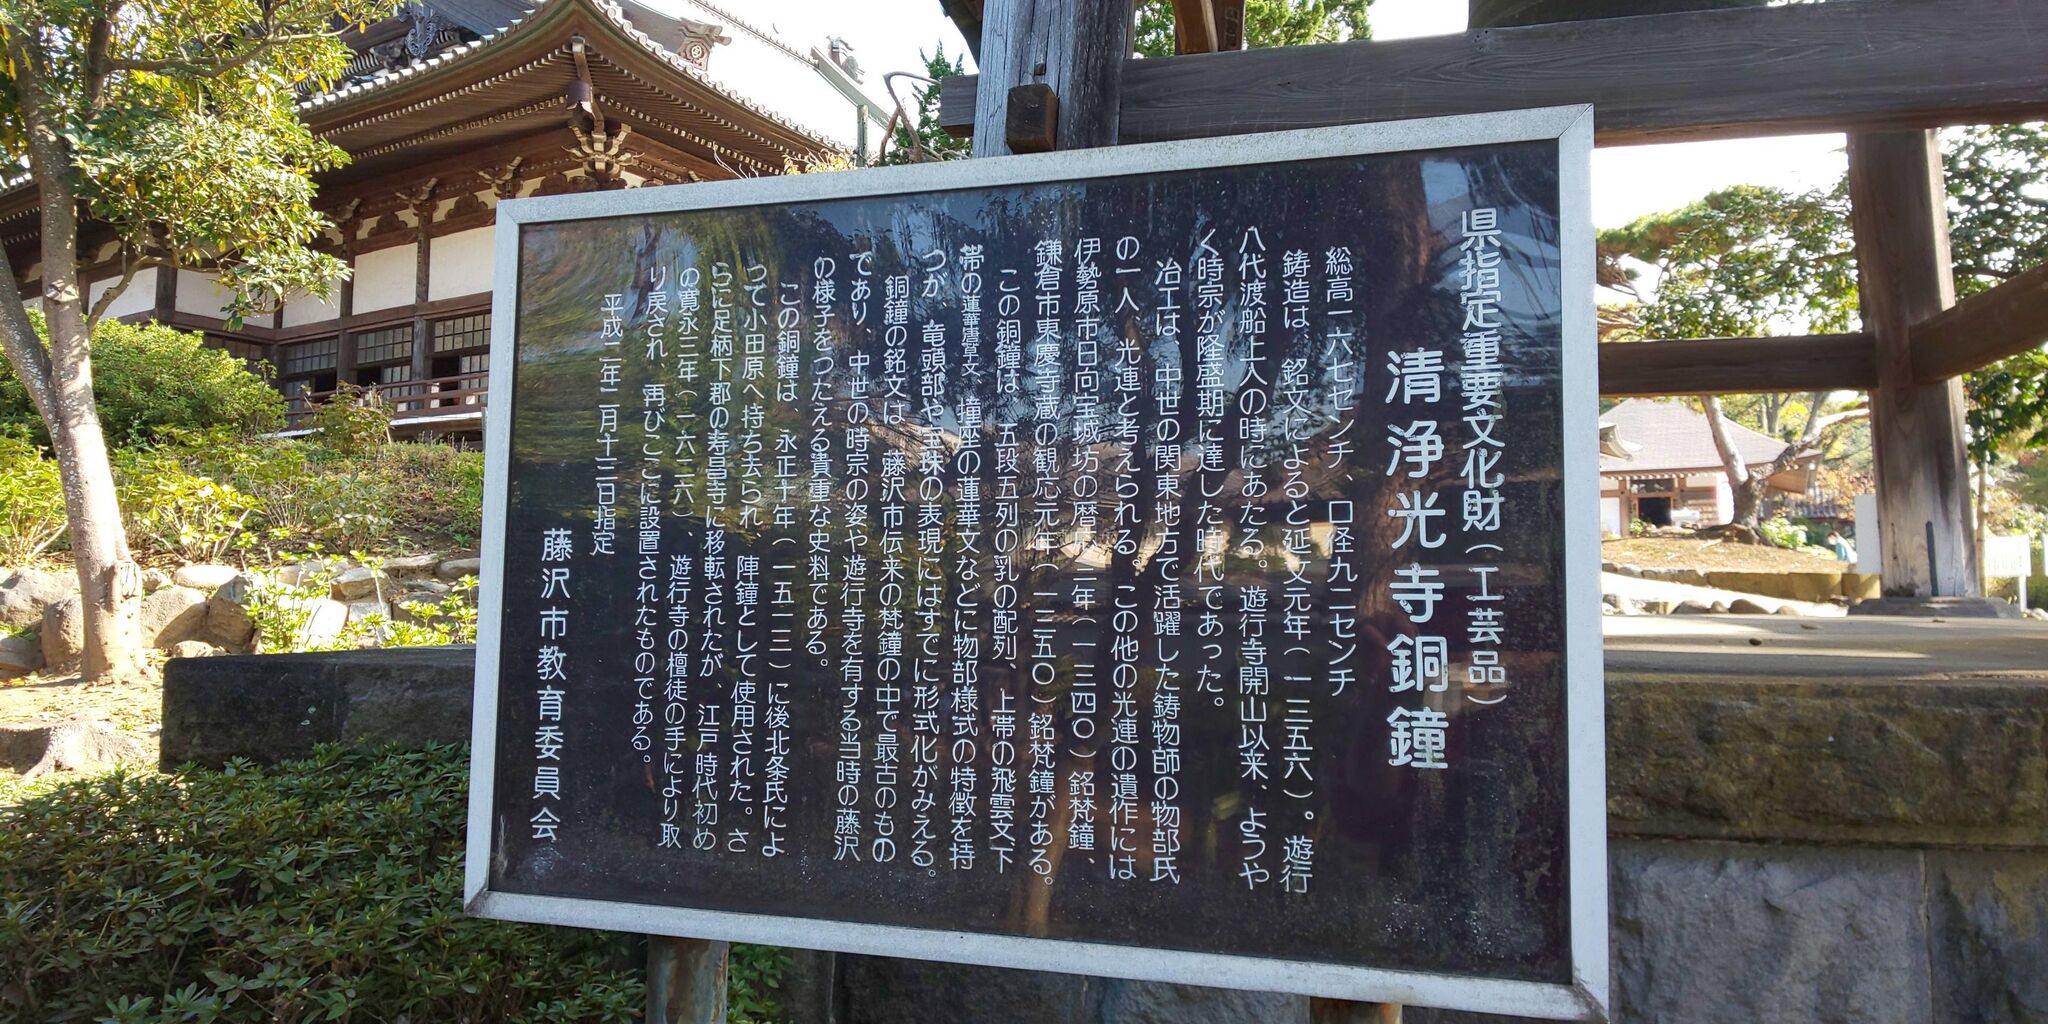 県指定重要文化財(工芸品)
清浄光寺銅鐘
総高一六七センチ、口径九二センチ
鋳造は、銘文によると延文元年(一三五六)。遊行
八代渡船上人の時にあたる。遊行寺開山以来、ようや
く時宗が隆盛期に達した時代であった。
冶工は、中世の関東地方で活躍した鋳物師の物部氏
の一人、光連と考えられる。この他の光連の遺作には
伊勢原市日向宝城坊の暦応三年(一三四〇)銘梵鐘、
鎌倉市東慶寺蔵の観応元年(一三五〇)銘梵鐘がある。
この銅鐘は、五段五列の乳の配列、上帯の飛雲文、下
帯の蓮華唐草文、撞座の蓮華文などに物部様式の特徴を持
つが、竜頭部や宝珠の表現にはすでに形式化がみえる。
銅鐘の銘文は、藤沢市伝来の梵鐘の中で最古のもの
であり、中世の時宗の姿や遊行寺を有する当時の藤沢
の様子をつたえる貴重な史料である。
この銅鐘は、永正十年(一五一三)に後北条氏によ
って小田原へ持ち去られ、陣鐘として使用された。さ
らに足柄下郡の寿昌寺に移転されたが、江戸時代初め
の寛永三年(一六二六)、遊行寺の檀徒の手により取
り戻され、再びここに設置されたものである。
平成二年二月十三日指定
藤沢市教育委員会